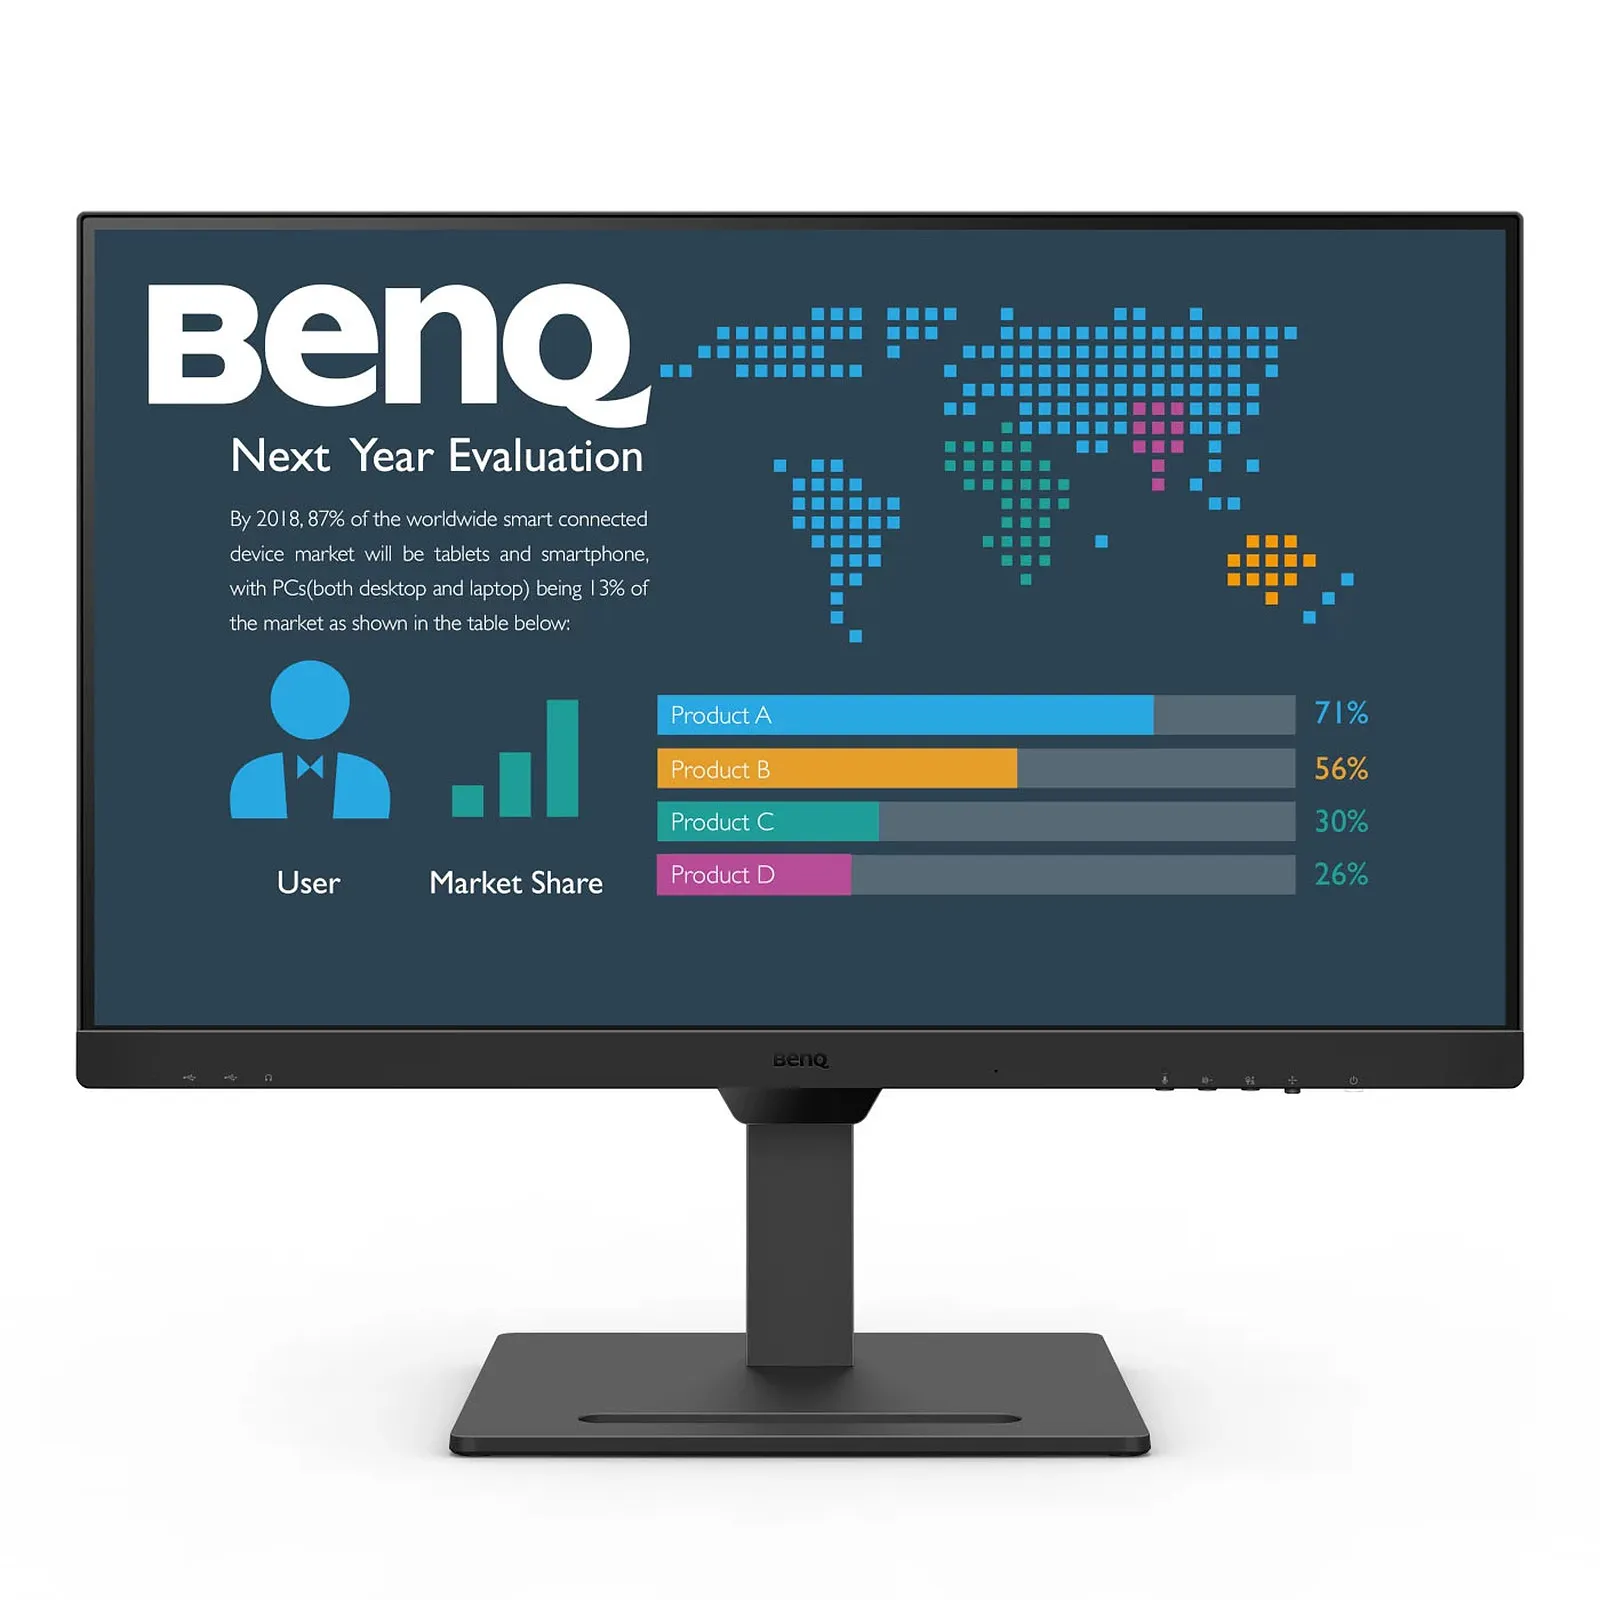 BenQ
Next Year Evaluation
By 2018, 87% of the worldwide smart connected
device market will be tablets and smartphone,
with PCs(both desktop and laptop) being 13% of
the market as shown in the table below:
User
Market Share
Product A 71%
Product B 56%
Product C 30%
Product D 26%
BenQ